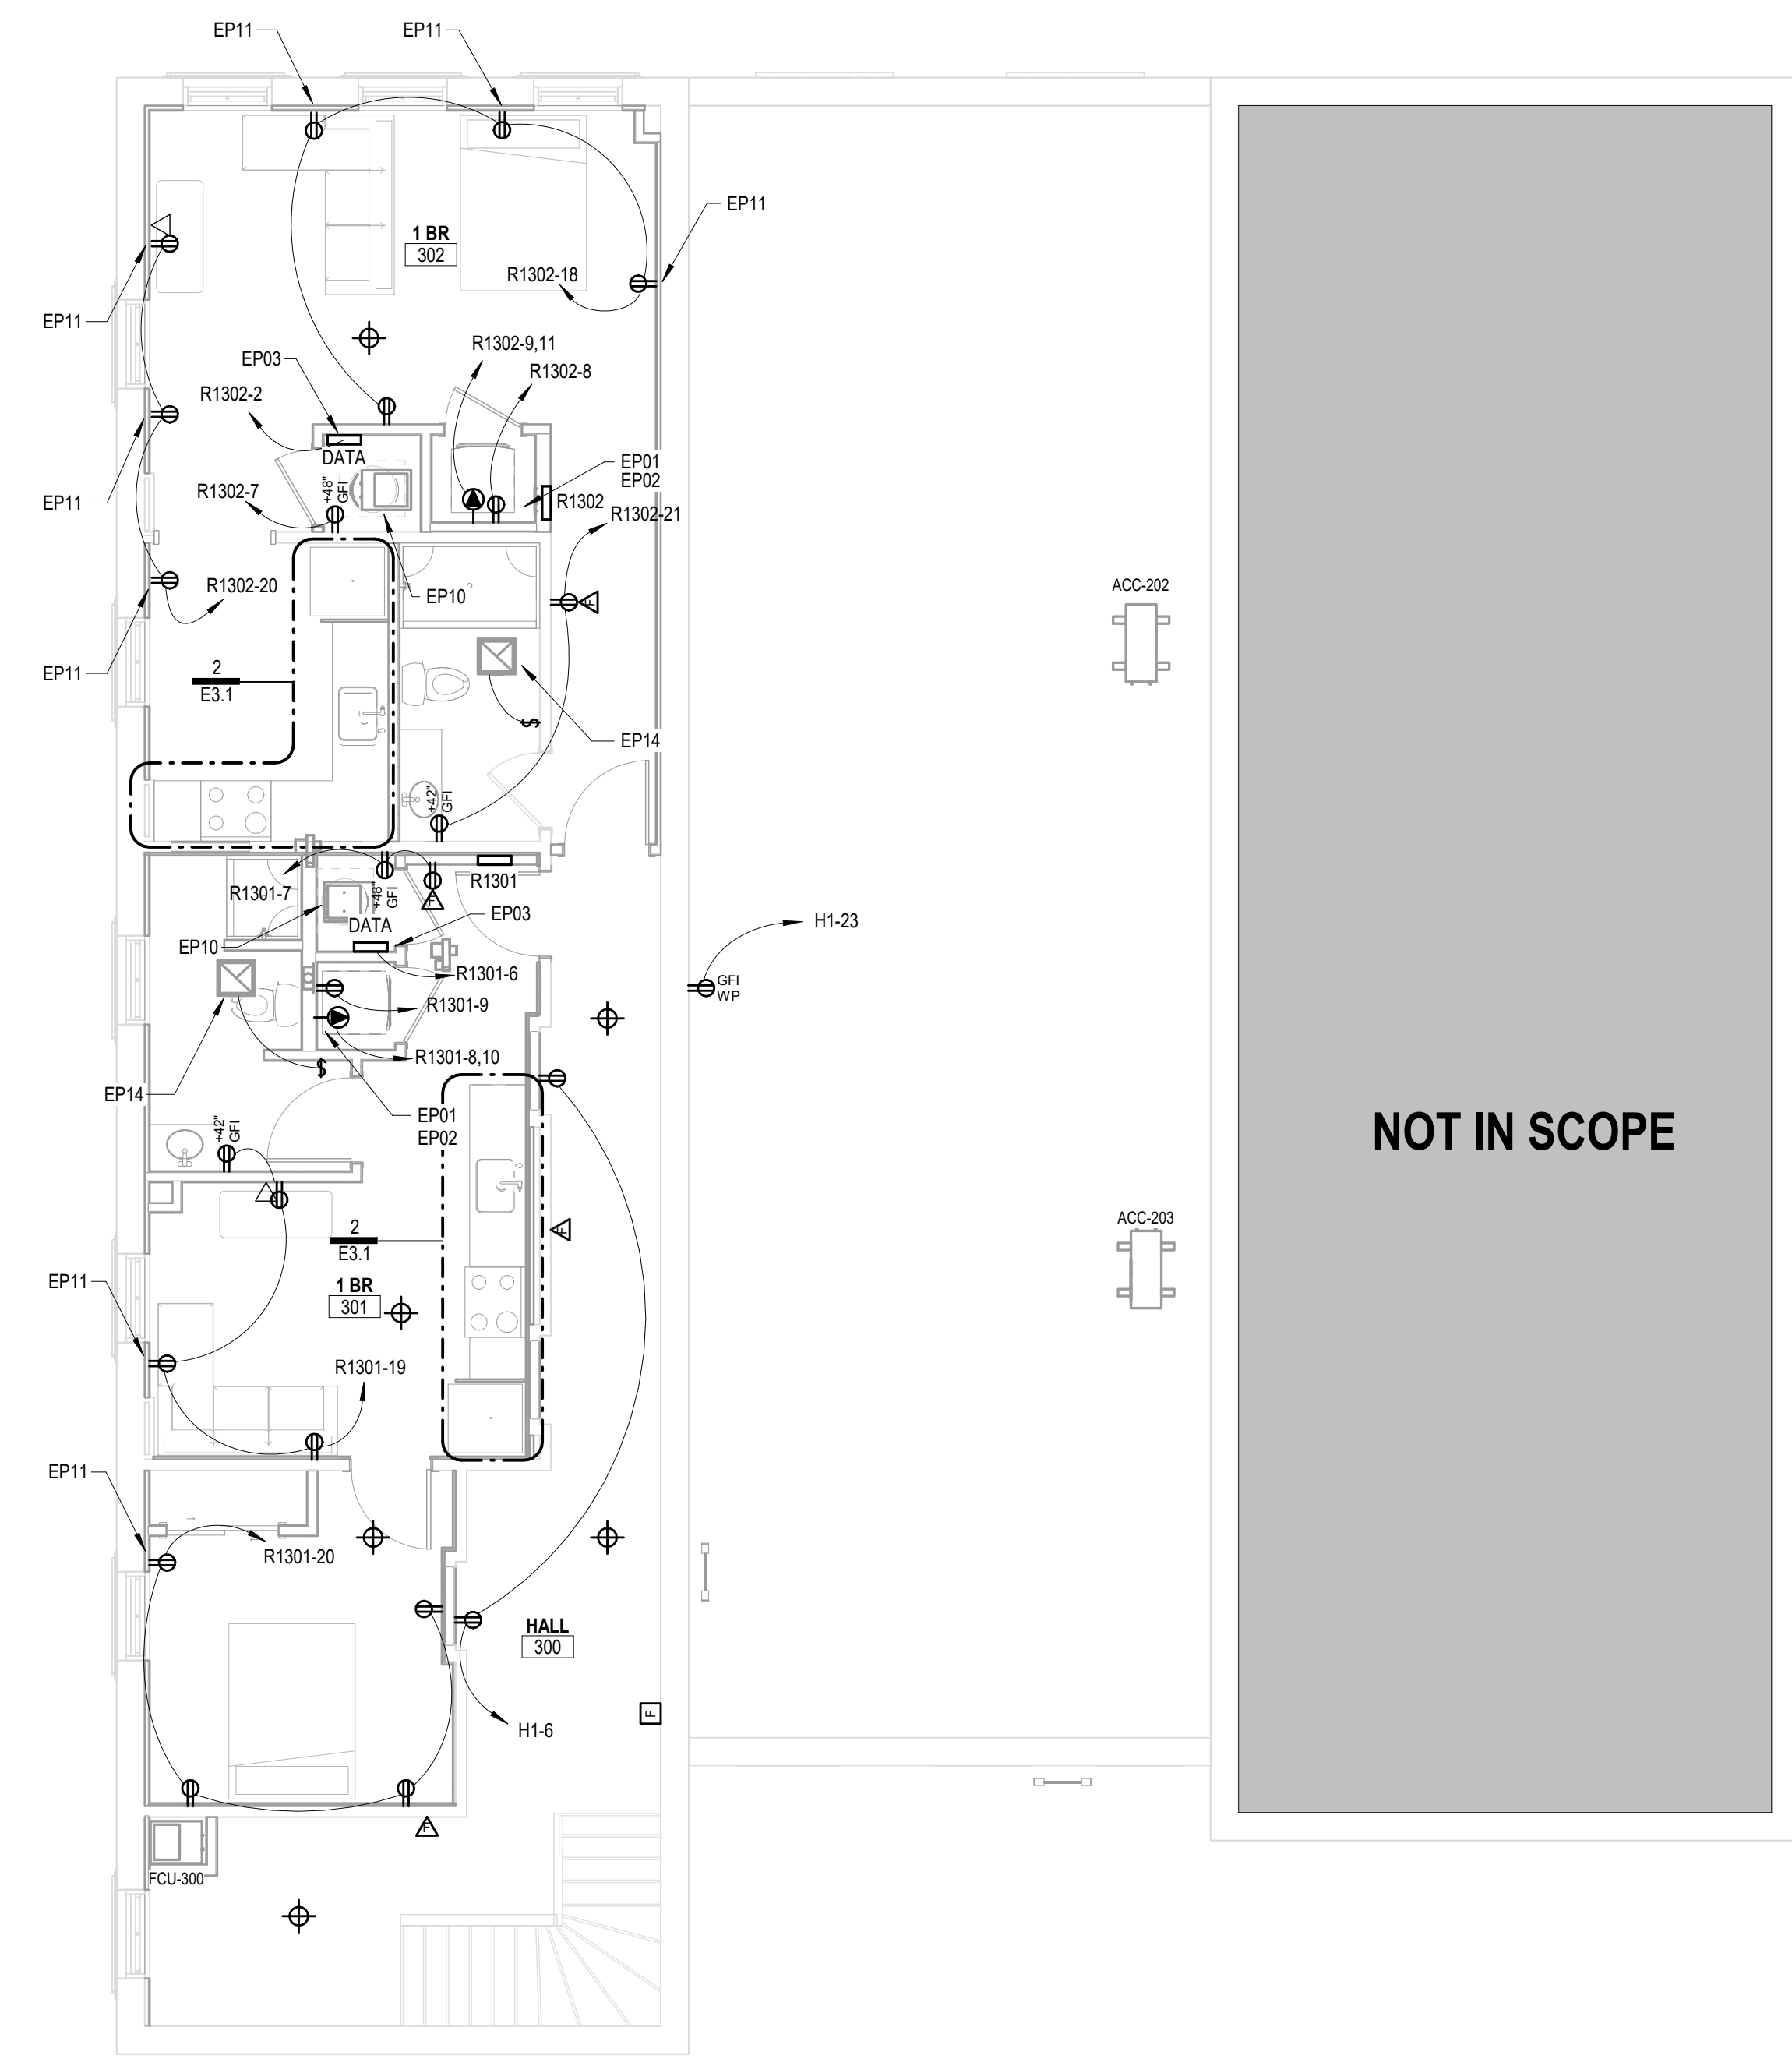 EP11
EP11
EP11
1 BR
302
R1302-18
EP11
R1302-9,11
EP03
R1302-8
R1302-2
DATA
EP01
EP02
R1302-7
+48"
GFI
R1302
EP11
R1302-21
R1302-20
EP10
ACC-202
F
EP11
2
E3.1
$
EP14
+42"
GFI
R1301-7
+48"
GFI
R1301
F
EP03
DATA
H1-23
EP10
R1301-6
GFI
WP
R1301-9
R1301-8,10
$
EP14
EP01
EP02
+42"
GFI
NOT IN SCOPE
2
E3.1
F
ACC-203
EP11
1 BR
301
R1301-19
EP11
R1301-20
HALL
300
F
H1-6
F
FCU-300